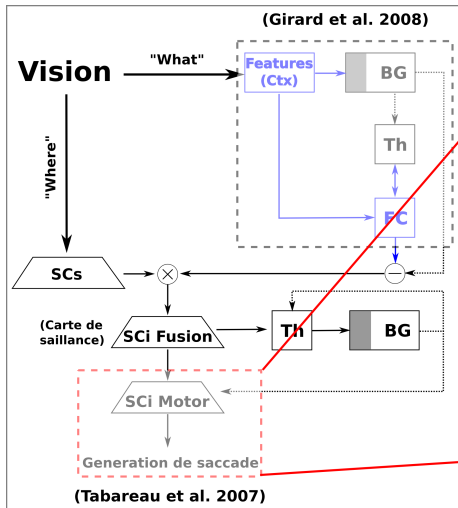 (Girard et al. 2008)
Vision
"What"
Features
(Ctx)
BG
Th
"Where"
FC
SCs
(Carte de
saillance)
SCi Fusion
Th
BG
SCi Motor
Generation de saccade
(Tabareau et al. 2007)